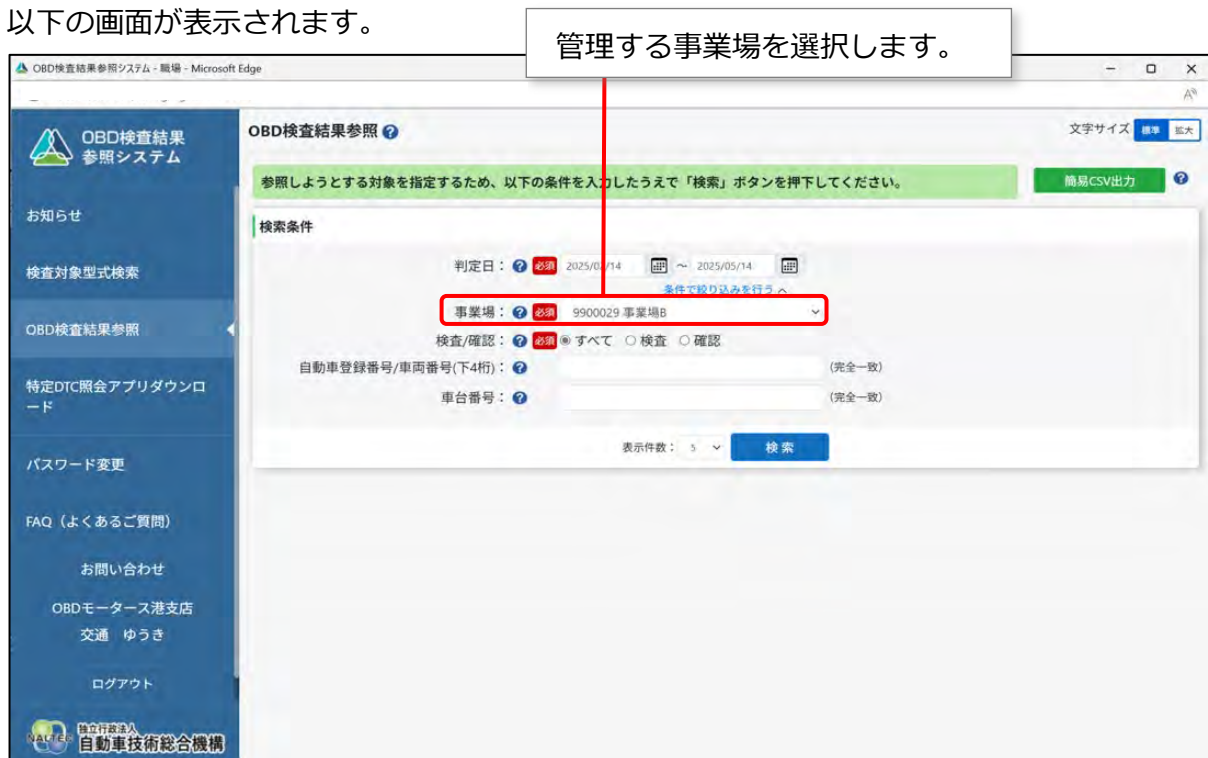 以下の画面が表示されます。
管理する事業場を選択します。
OBD検査結果参照システム - 職場 - Microsoft Edge
OBD検査結果
参照システム
お知らせ
検査対象型式検索
OBD検査結果参照
特定DTC照会アプリダウンロ
ード
パスワード変更
FAQ（よくあるご質問）
お問い合わせ
OBDモータース港支店
交通 ゆうき
ログアウト
独立行政法人
自動車技術総合機構
OBD検査結果参照
文字サイズ 標準 拡大
参照しようとする対象を指定するため、以下の条件を入力したうえで「検索」ボタンを押下してください。
簡易CSV出力
検索条件
判定日： 必須 ～ 2025/05/14
条件で絞り込みを行う
事業場： 必須 9900029 事業場B
検査/確認： 必須 すべて 検査 確認
自動車登録番号/車両番号(下4桁)： (完全一致)
車台番号： (完全一致)
表示件数： 5 検索